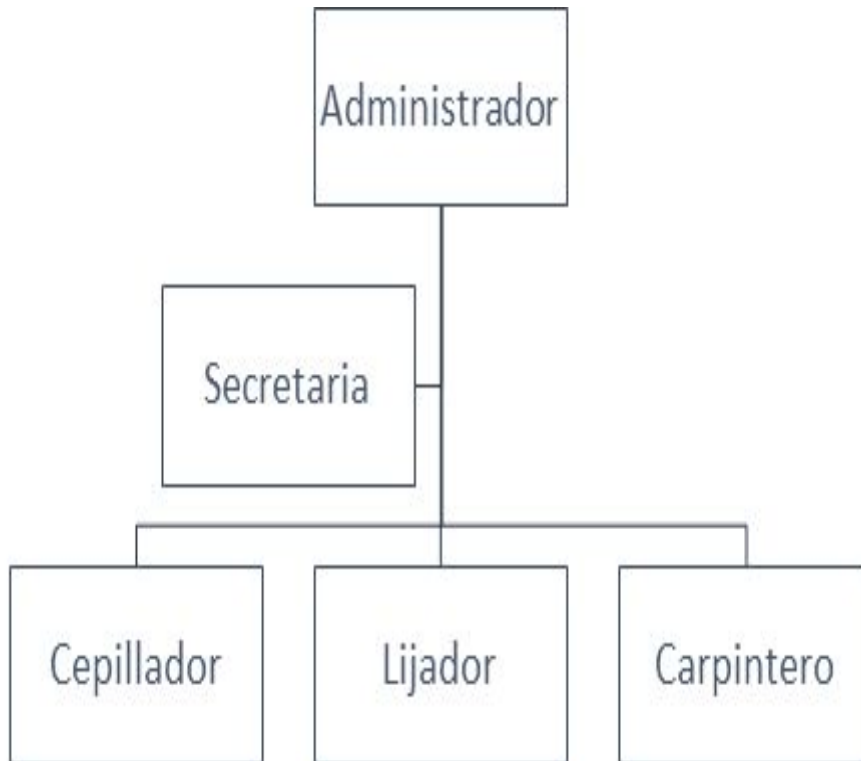 Administrador
Secretaria
Cepillador
Lijador
Carpintero